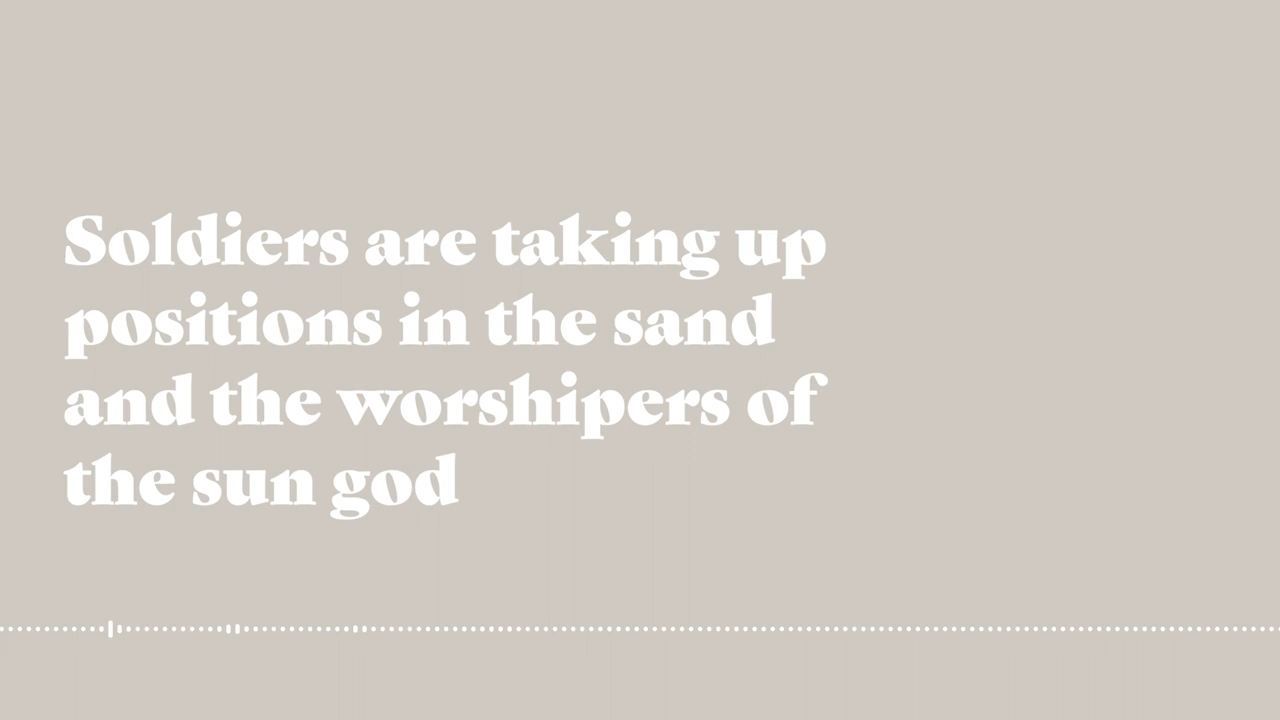 Soldiers are taking up
positions in the sand
and the worshipers of
the sun god